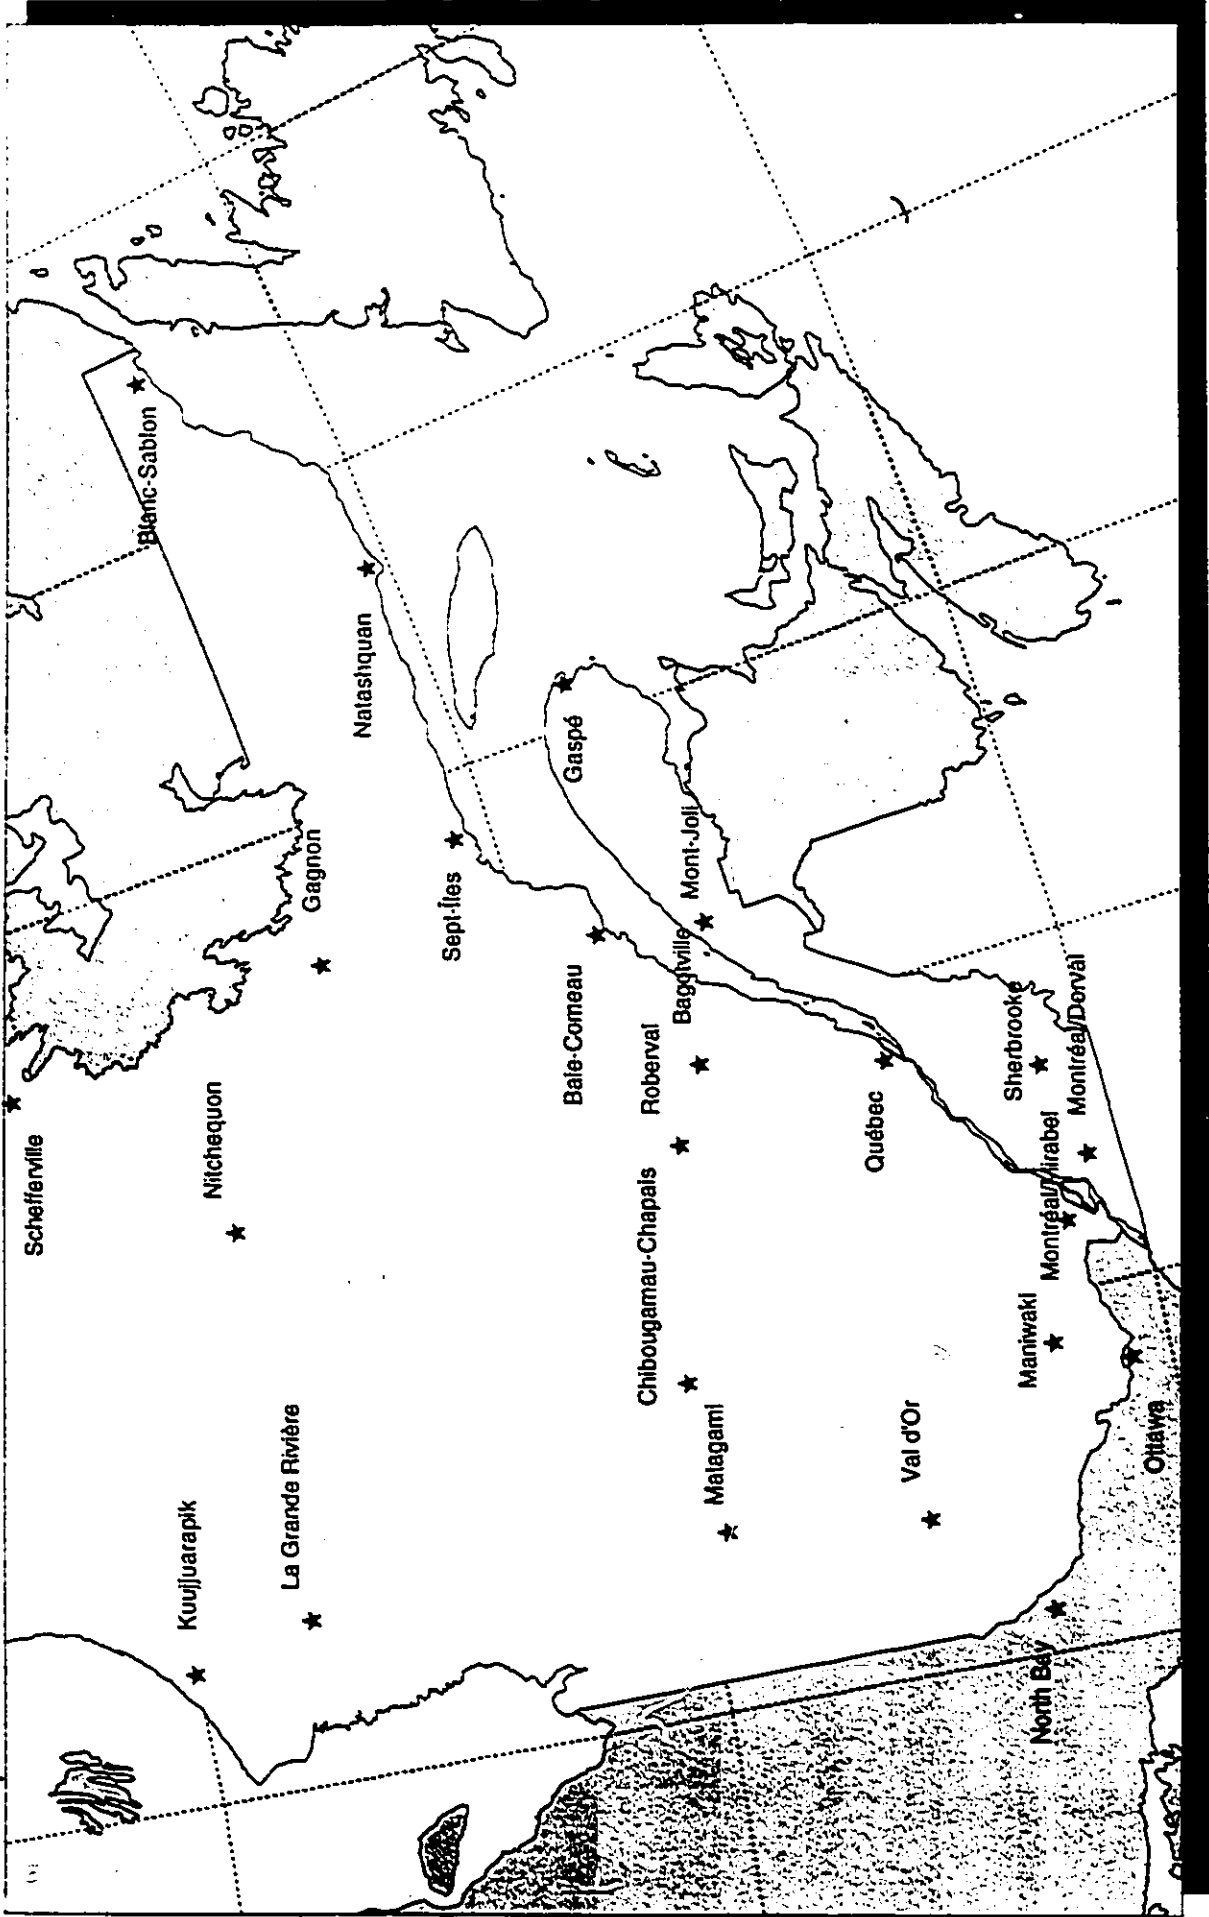 Schefferville
Kuujjuarapik
Nitchequon
La Grande Rivière
Gagnon
Blanc-Sablon
Natashquan
Sept-Îles
Baie-Comeau
Gaspé
Chibougamau-Chapais
Roberval
Bagotville
Mont-Joli
Matagami
Québec
Val d'Or
Sherbrooke
Maniwaki
Montréal/Mirabel
Montréal/Dorval
North Bay
Ottawa